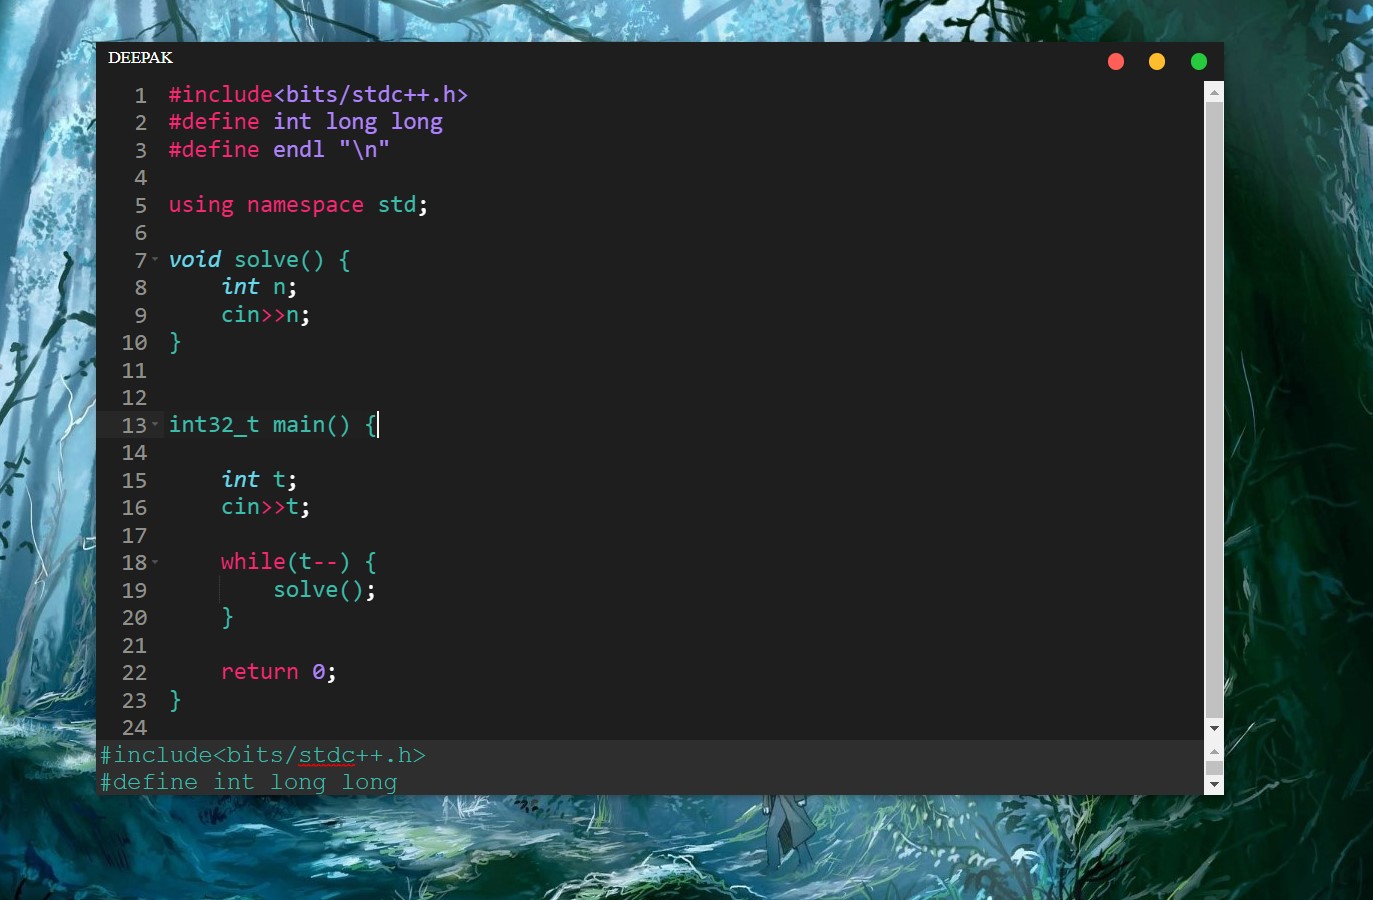 DEEPAK
1 #include<bits/stdc++.h>
2 #define int long long
3 #define endl "\n"
4
5 using namespace std;
6
7 void solve() {
8     int n;
9     cin>>n;
10 }
11
12
13 int32_t main() {
14
15     int t;
16     cin>>t;
17
18     while(t--) {
19         solve();
20     }
21
22     return 0;
23 }
24
#include<bits/stdc++.h>
#define int long long